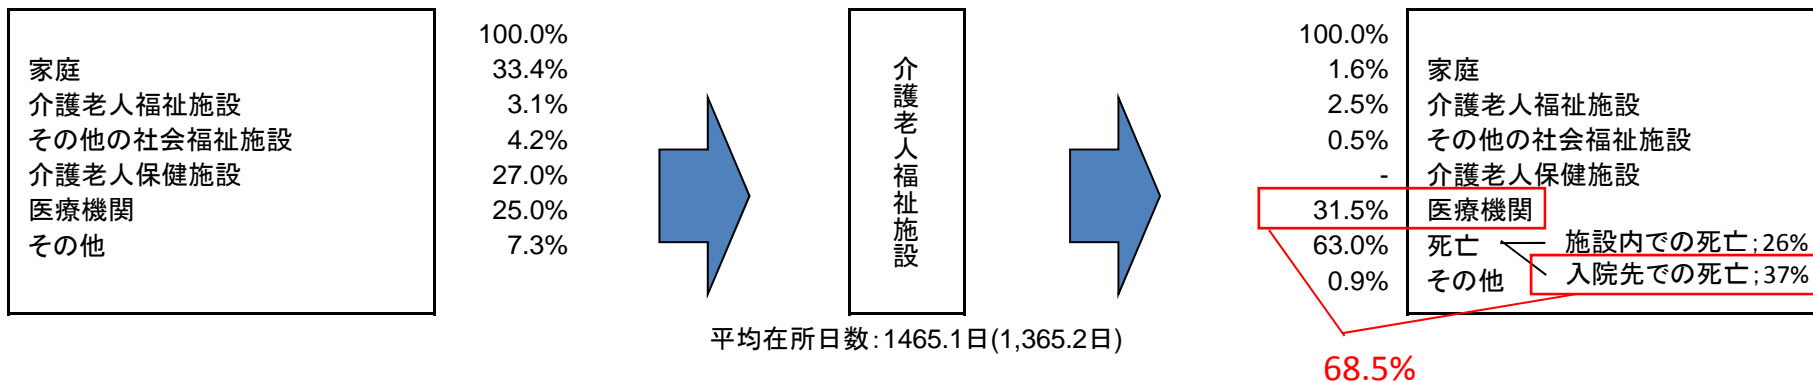 100.0%
家庭 33.4%
介護老人福祉施設 3.1%
その他の社会福祉施設 4.2%
介護老人保健施設 27.0%
医療機関 25.0%
その他 7.3%
介護老人福祉施設
平均在所日数:1465.1日(1,365.2日)
100.0%
1.6% 家庭
2.5% 介護老人福祉施設
0.5% その他の社会福祉施設
- 介護老人保健施設
31.5% 医療機関
63.0% 死亡 施設内での死亡;26%
0.9% その他 入院先での死亡;37%
68.5%